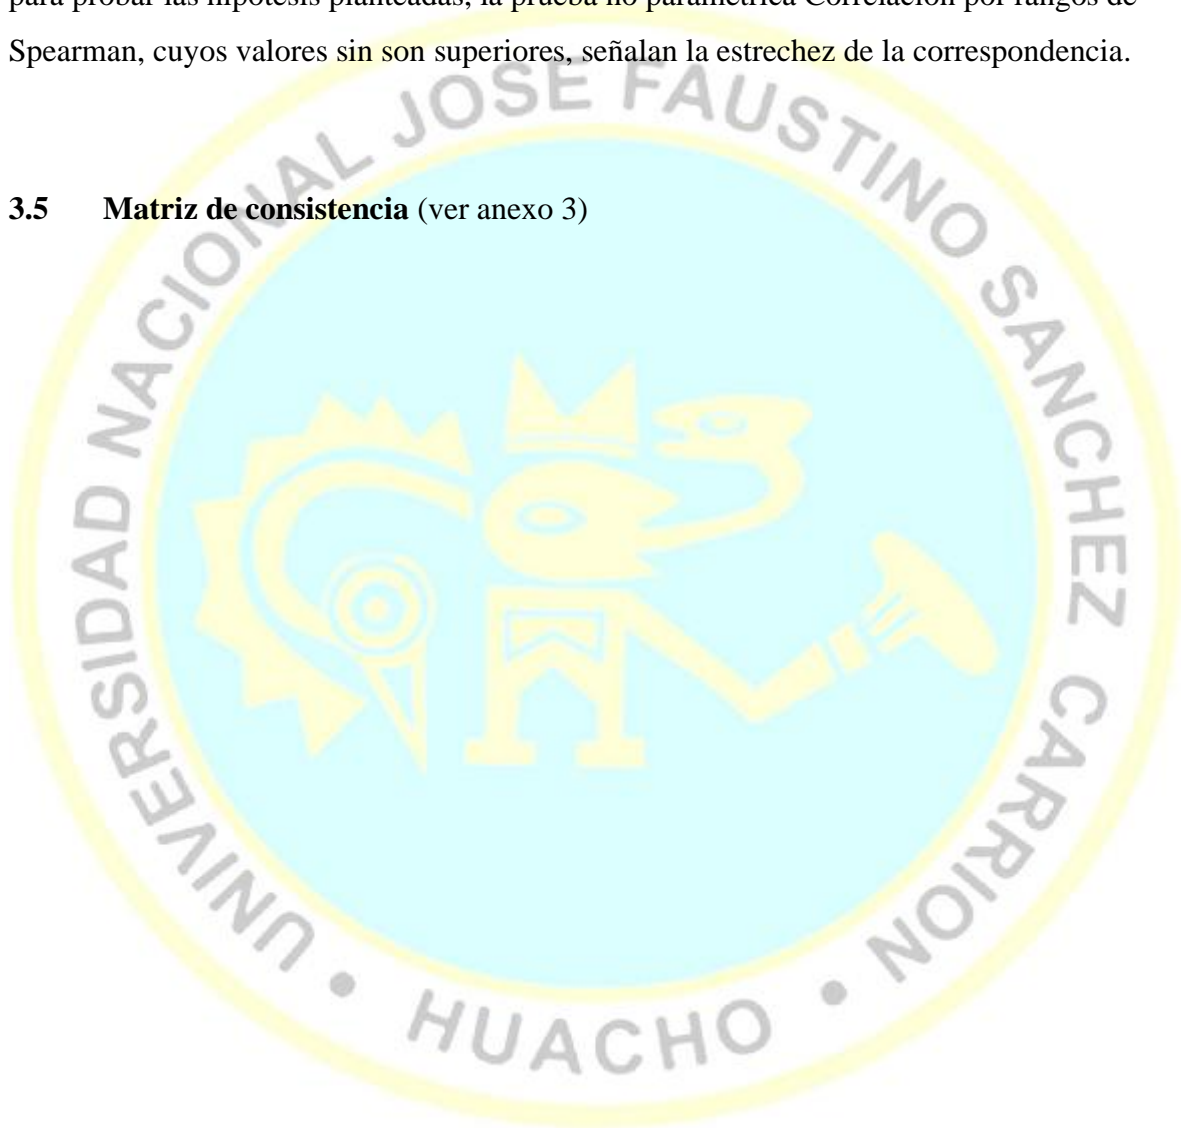 para probar las hipótesis planteadas, la prueba no paramétrica Correlación por rangos de
Spearman, cuyos valores sin son superiores, señalan la estrechez de la correspondencia.
3.5 Matriz de consistencia (ver anexo 3)
UNIVERSIDAD NACIONAL JOSE FAUSTINO SANCHEZ CARRION • HUACHO •